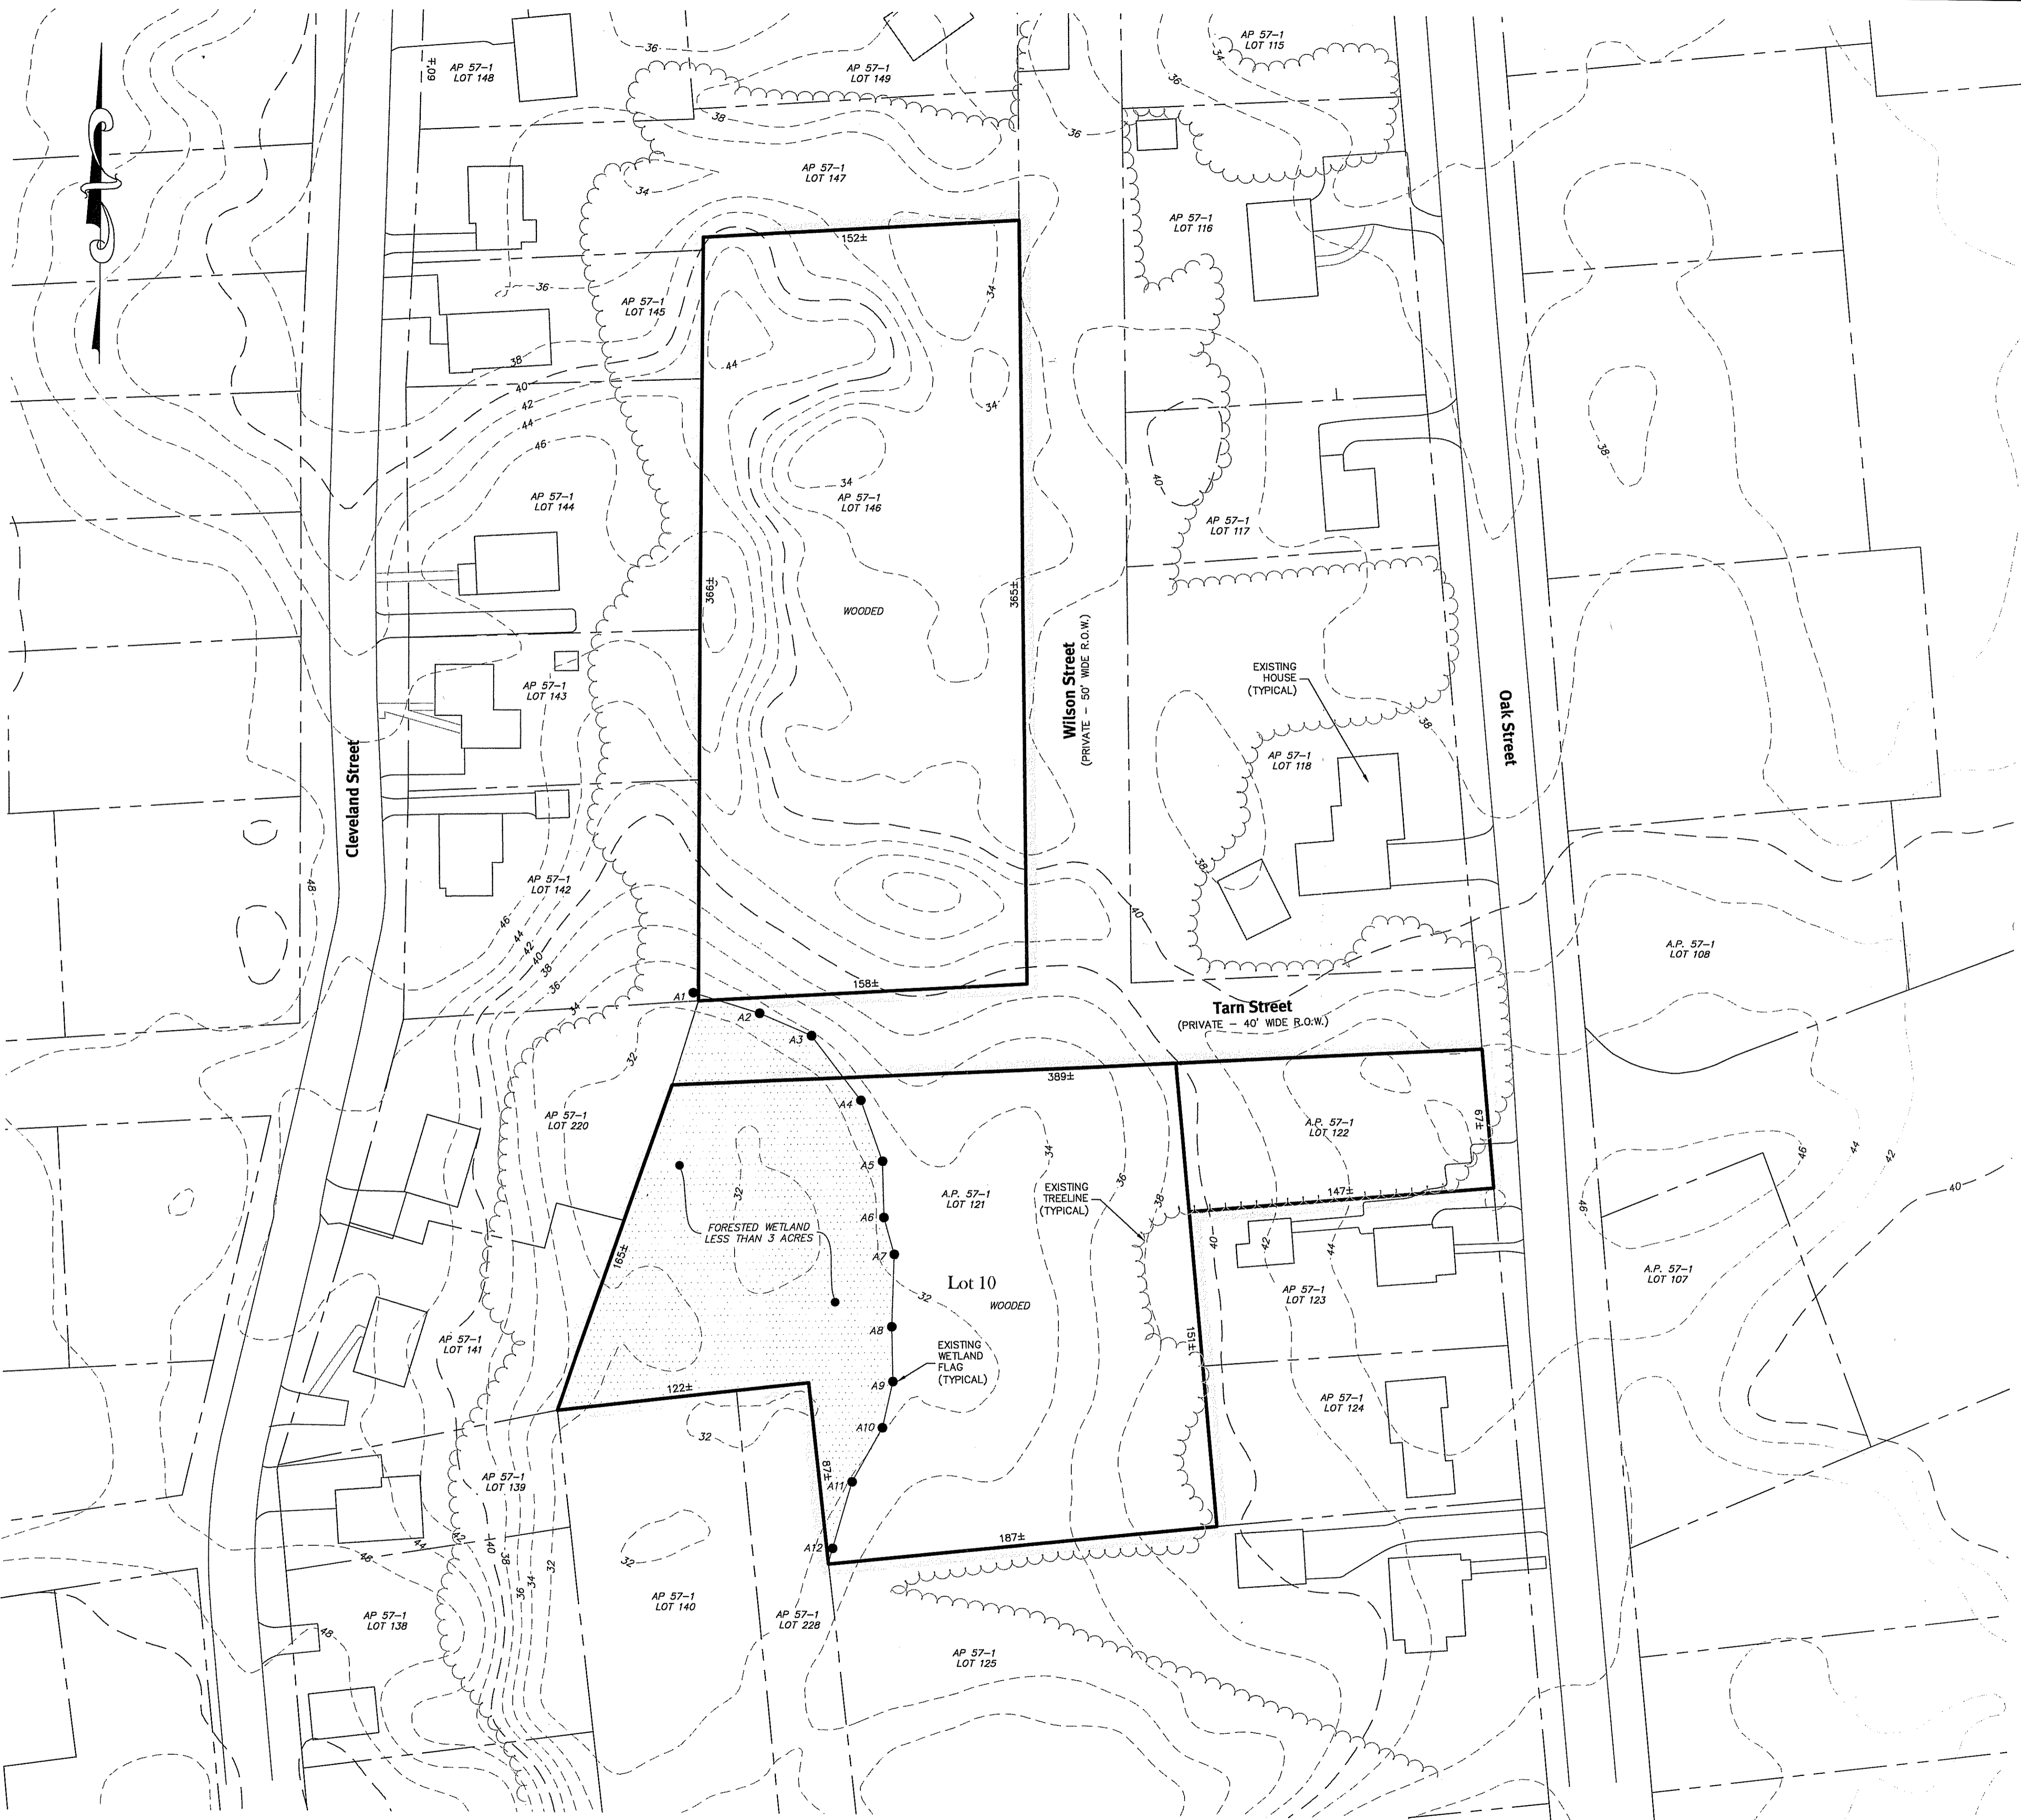 AP 57-1
LOT 148
60'±
36
AP 57-1
LOT 149
AP 57-1
LOT 115
34
36
38
36
34
AP 57-1
LOT 147
AP 57-1
LOT 116
152±
36
AP 57-1
LOT 145
34
38
44
40
42
44
46
34
38
40
34
AP 57-1
LOT 144
AP 57-1
LOT 146
AP 57-1
LOT 117
366±
365±
WOODED
Wilson Street
(PRIVATE - 50' WIDE R.O.W.)
EXISTING
HOUSE
(TYPICAL)
AP 57-1
LOT 143
Oak Street
38
AP 57-1
LOT 118
Cleveland Street
38
48
AP 57-1
LOT 142
46
44
42
40
38
36
34
40
A.P. 57-1
LOT 108
158±
A1
A2
A3
Tarn Street
(PRIVATE - 40' WIDE R.O.W.)
32
389±
A4
AP 57-1
LOT 220
67±
A.P. 57-1
LOT 122
34
36
38
46
44
42
40
A5
32
A.P. 57-1
LOT 121
EXISTING
TREELINE
(TYPICAL)
147±
46
A6
FORESTED WETLAND
LESS THAN 3 ACRES
165±
A7
40
42
44
Lot 10
WOODED
32
AP 57-1
LOT 123
A.P. 57-1
LOT 107
A8
AP 57-1
LOT 141
151±
EXISTING
WETLAND
FLAG
(TYPICAL)
A9
122±
AP 57-1
LOT 124
A10
32
87±
A11
AP 57-1
LOT 139
42
44
48
40
38
36
34
32
187±
A12
32
AP 57-1
LOT 140
AP 57-1
LOT 138
48
AP 57-1
LOT 228
AP 57-1
LOT 125